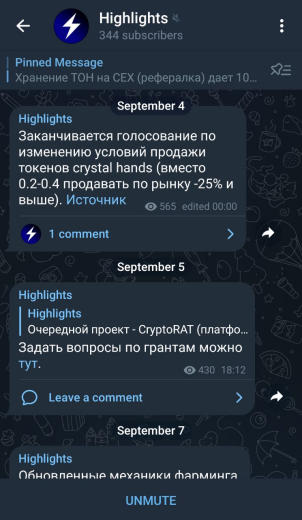 Highlights
344 subscribers
Pinned Message
Хранение ТОН на CEX (рефералка) дает 10...
September 4
Highlights
Заканчивается голосование по
изменению условий продажи
токенов crystal hands (вместо
0.2-0.4 продавать по рынку -25% и
выше). Источник
565 edited 00:00
1 comment
September 5
Highlights
Highlights
Очередной проект - CryptoRAT (платфо...
Задать вопросы по грантам можно
тут.
430 18:12
Leave a comment
September 7
Highlights
Обновленные механики фарминга
UNMUTE